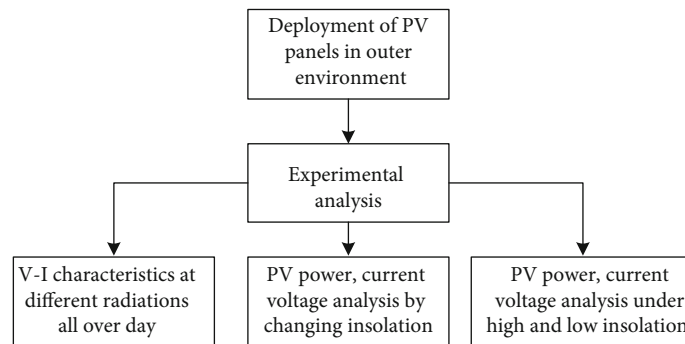 Deployment of PV
panels in outer
environment
Experimental
analysis
V-I characteristics at
different radiations
all over day
PV power, current
voltage analysis by
changing insolation
PV power, current
voltage analysis under
high and low insolation